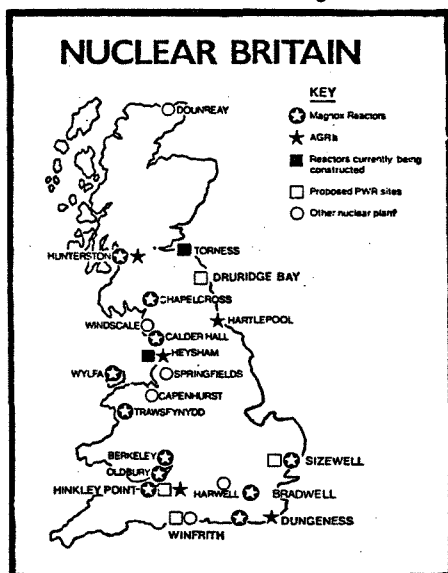 NUCLEAR BRITAIN
KEY
Magnox Reactors
AGR's
Reactors currently being
constructed
Proposed PWR sites
Other nuclear plant
DOUNREAY
HUNTERSTON
TORNESS
DRURIDGE BAY
CHAPELCROSS
WINDSCALE
HARTLEPOOL
CALDER HALL
HEYSHAM
WYLFA
SPRINGFIELDS
CAPENHURST
TRAWSFYNYDD
BERKELEY
SIZEWELL
OLDBURY
HINKLEY POINT
HARWELL
BRADWELL
DUNGENESS
WINFRITH